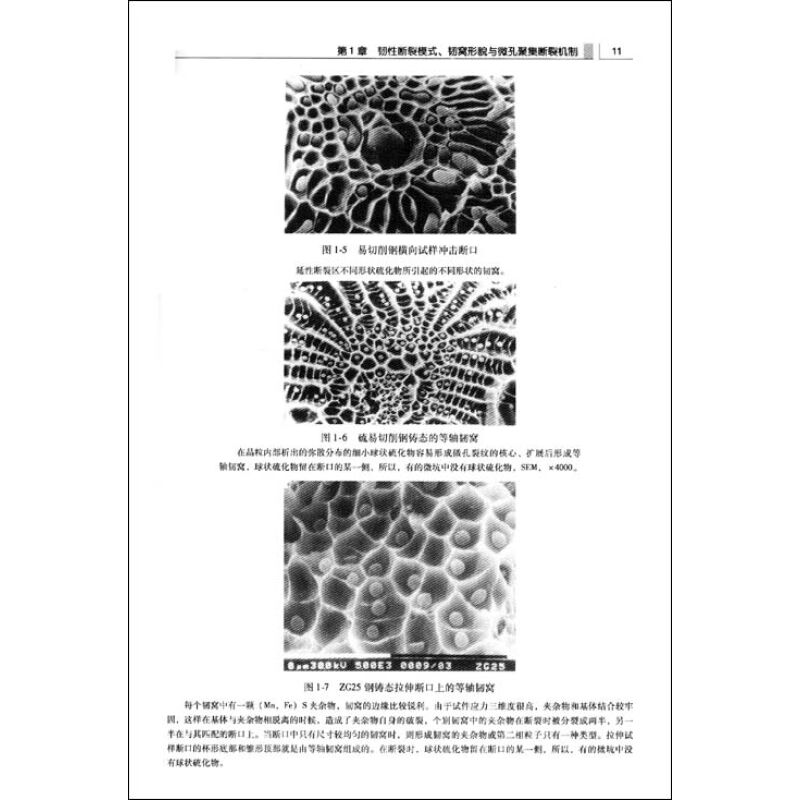 第1章 韧性断裂模式、韧窝形貌与微孔聚集断裂机制 11
图1-5 易切削钢横向试样冲击断口
延性断裂区不同形状硫化物所引起的不同形状的韧窝。
图1-6 硫易切削钢铸态的等轴韧窝
在晶粒内部析出的弥散分布的细小球状硫化物容易形成微孔裂纹的核心、扩展后形成等
轴韧窝，球状硫化物留在断口的某一侧，所以，有的微坑中没有球状硫化物，SEM，×4000。
0µm 30.0kV 5.00E3 0009/03 ZG25
图1-7 ZG25钢铸态拉伸断口上的等轴韧窝
每个韧窝中有一颗（Mn，Fe）S夹杂物，韧窝的边缘比较锐利。由于试件应力三维度很高，夹杂物和基体结合较牢
固，这样在基体与夹杂物相脱离的时候、造成了夹杂物自身的破裂，个别韧窝中的夹杂物在断裂时被分裂成两半，另一
半在与其匹配的断口上。当断口中只有尺寸较均匀的韧窝时，则形成韧窝的夹杂物或第二相粒子只有一种类型。拉伸试
样断口的杯形底部和锥形顶部就是由等轴韧窝组成的。在断裂时，球状硫化物留在断口的某一侧，所以，有的微坑中没
有球状硫化物。